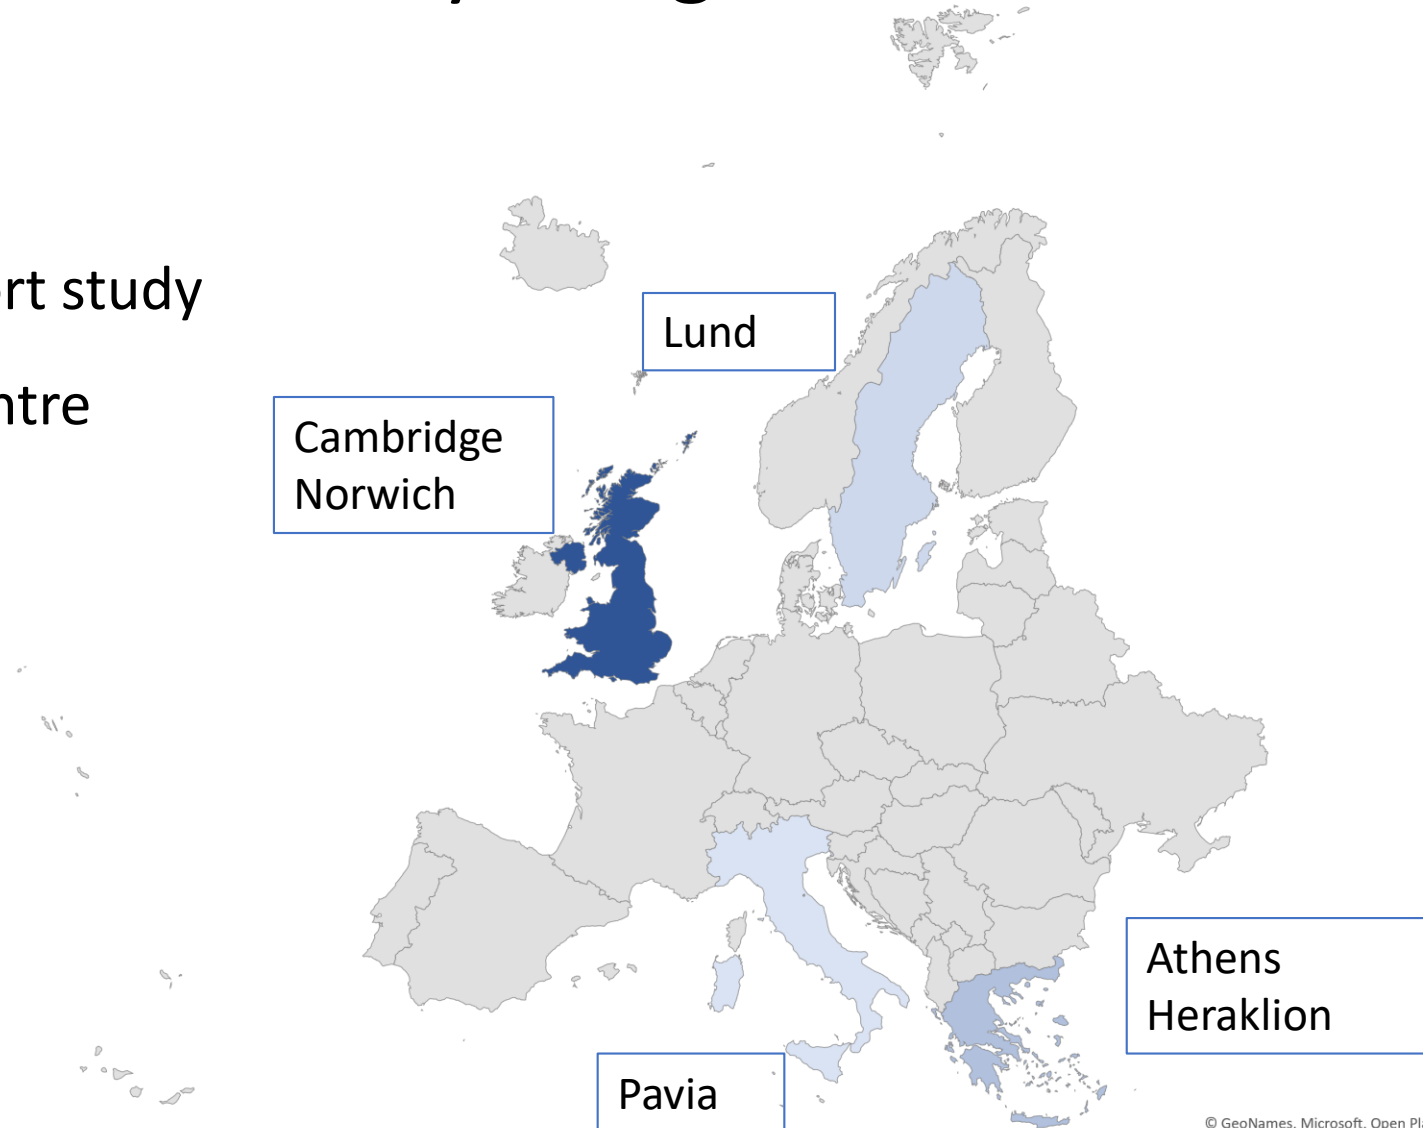 rt study
ntre
Lund
Cambridge
Norwich
Athens
Heraklion
Pavia
© GeoNames, Microsoft, Open Pl